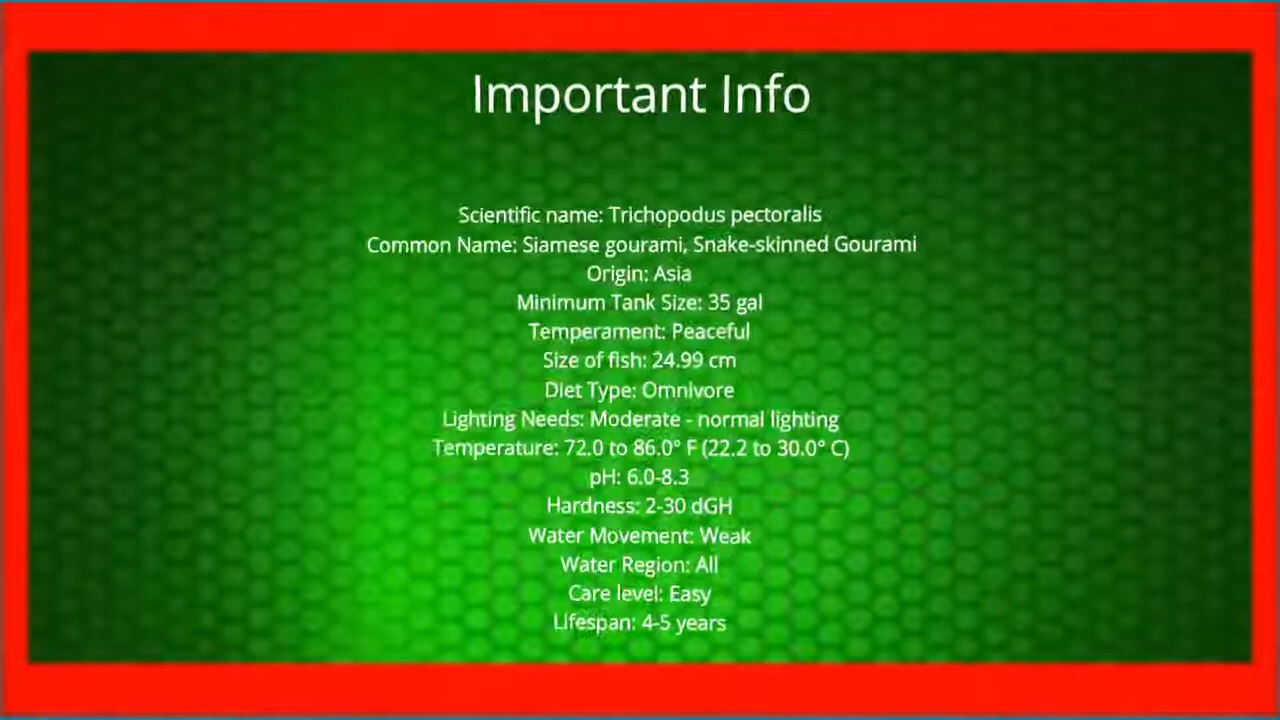 Important Info
Scientific name: Trichopodus pectoralis
Common Name: Siamese gourami, Snake-skinned Gourami
Origin: Asia
Minimum Tank Size: 35 gal
Temperament: Peaceful
Size of fish: 24.99 cm
Diet Type: Omnivore
Lighting Needs: Moderate - normal lighting
Temperature: 72.0 to 86.0° F (22.2 to 30.0° C)
pH: 6.0-8.3
Hardness: 2-30 dGH
Water Movement: Weak
Water Region: All
Care level: Easy
Lifespan: 4-5 years